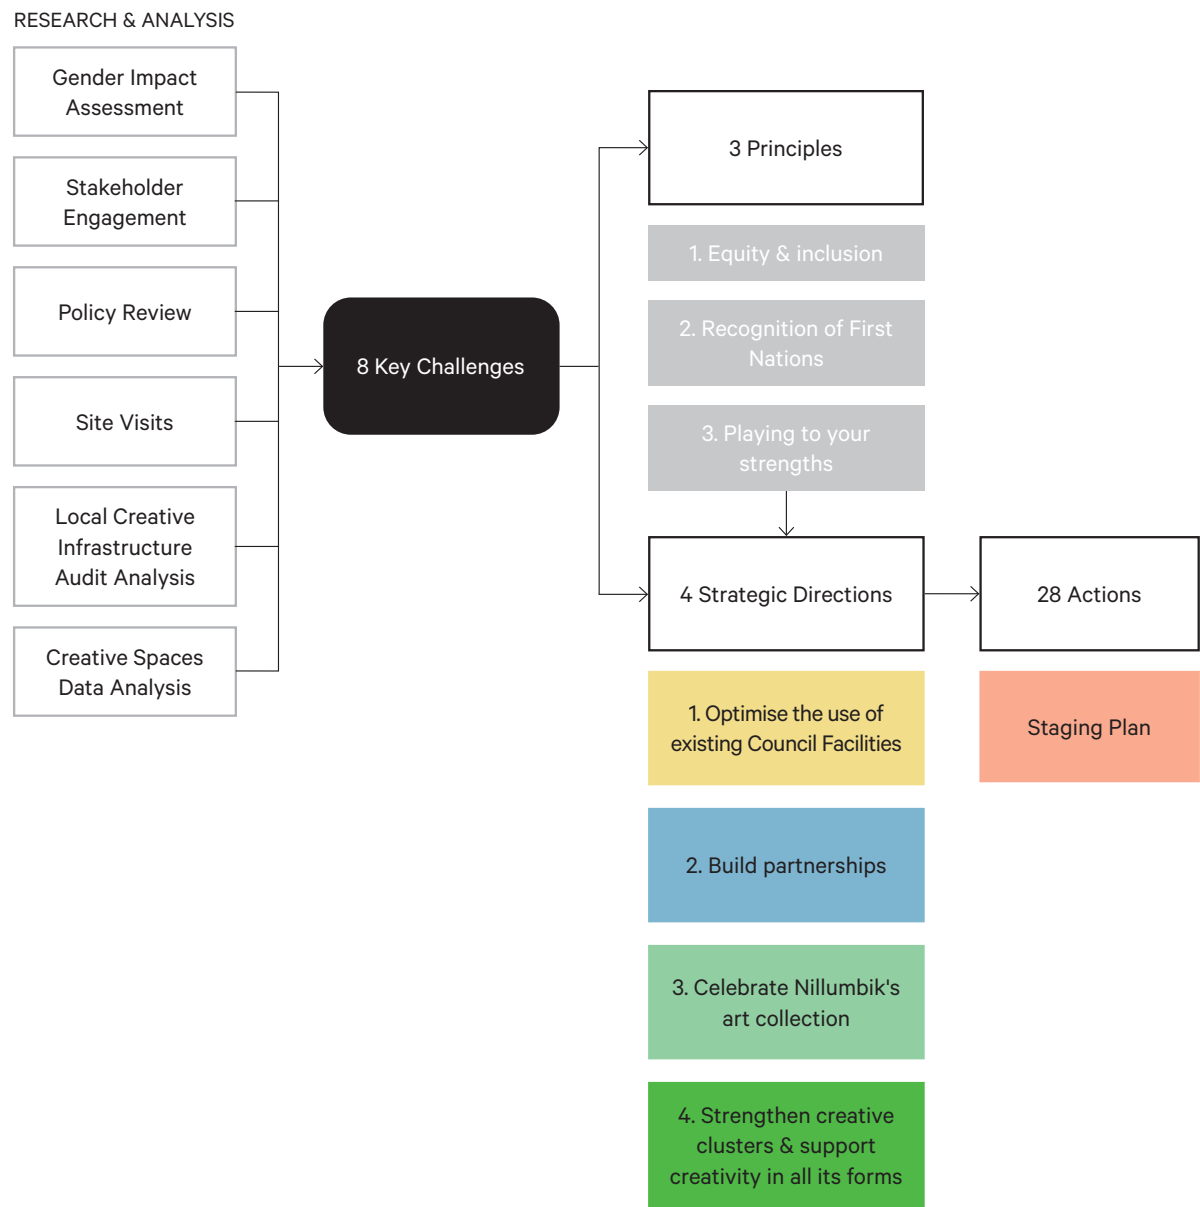 RESEARCH & ANALYSIS
Gender Impact
Assessment
Stakeholder
Engagement
Policy Review
Site Visits
Local Creative
Infrastructure
Audit Analysis
Creative Spaces
Data Analysis
8 Key Challenges
3 Principles
1. Equity & inclusion
2. Recognition of First
Nations
3. Playing to your
strengths
4 Strategic Directions
1. Optimise the use of
existing Council Facilities
2. Build partnerships
3. Celebrate Nillumbik's
art collection
4. Strengthen creative
clusters & support
creativity in all its forms
28 Actions
Staging Plan